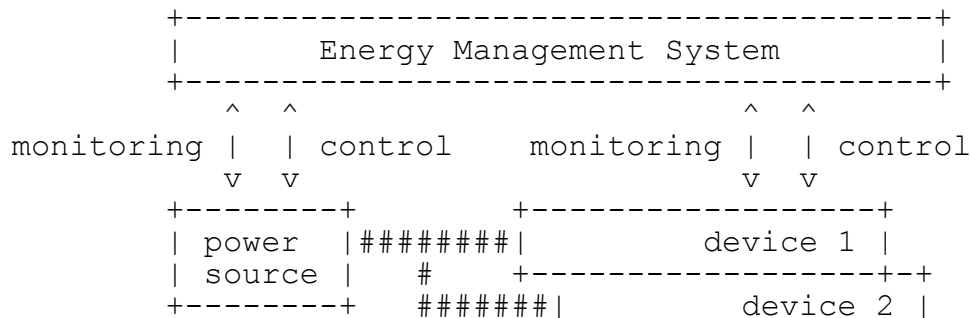 Energy Management System
monitoring control monitoring control
power device 1
source
device 2